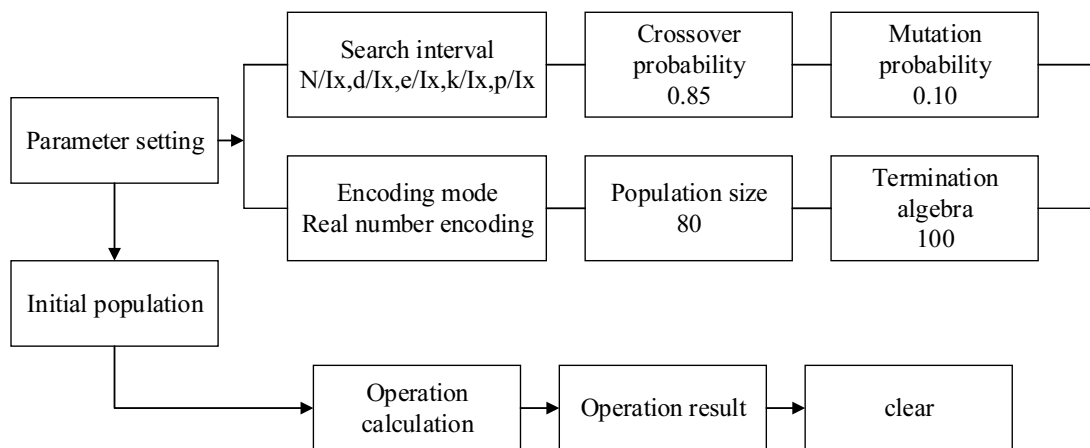 Search interval
N/Ix,d/Ix,e/Ix,k/Ix,p/Ix
Crossover
probability
0.85
Mutation
probability
0.10
Parameter setting
Encoding mode
Real number encoding
Population size
80
Termination
algebra
100
Initial population
Operation
calculation
Operation result
clear